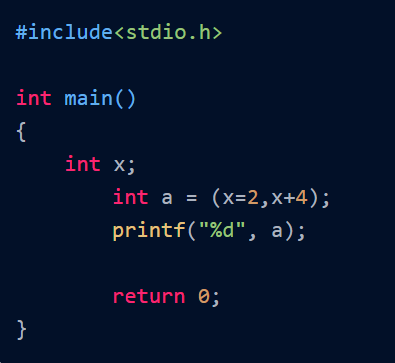 #include<stdio.h>
int main()
{
int x;
int a = (x=2,x+4);
printf("%d", a);
return 0;
}